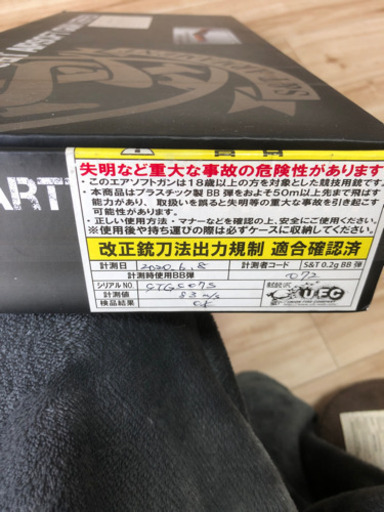 ART
失明など重大な事故の危険性があります
・このエアソフトガンは18歳以上の方を対象とした競技用銃です。
・本商品はプラスチック製BB弾をおよそ50m以上先まで飛ばす
能力があり、取扱いを誤ると失明等の重大な事故を引き起こす
可能性があります。
・正しい使用方法・マナーなどを確認の上、安全にご使用ください。
※使用後や持ち運びの際は必ずケースに収納してください。
改正銃刀法出力規制 適合確認済
計測日 2020.6.8 計測者コード S&T 0.2g BB弾
計測時使用BB弾 072
シリアルNO.
計測値 83 m/s
検品結果 OK
株式会社UFC
UFC